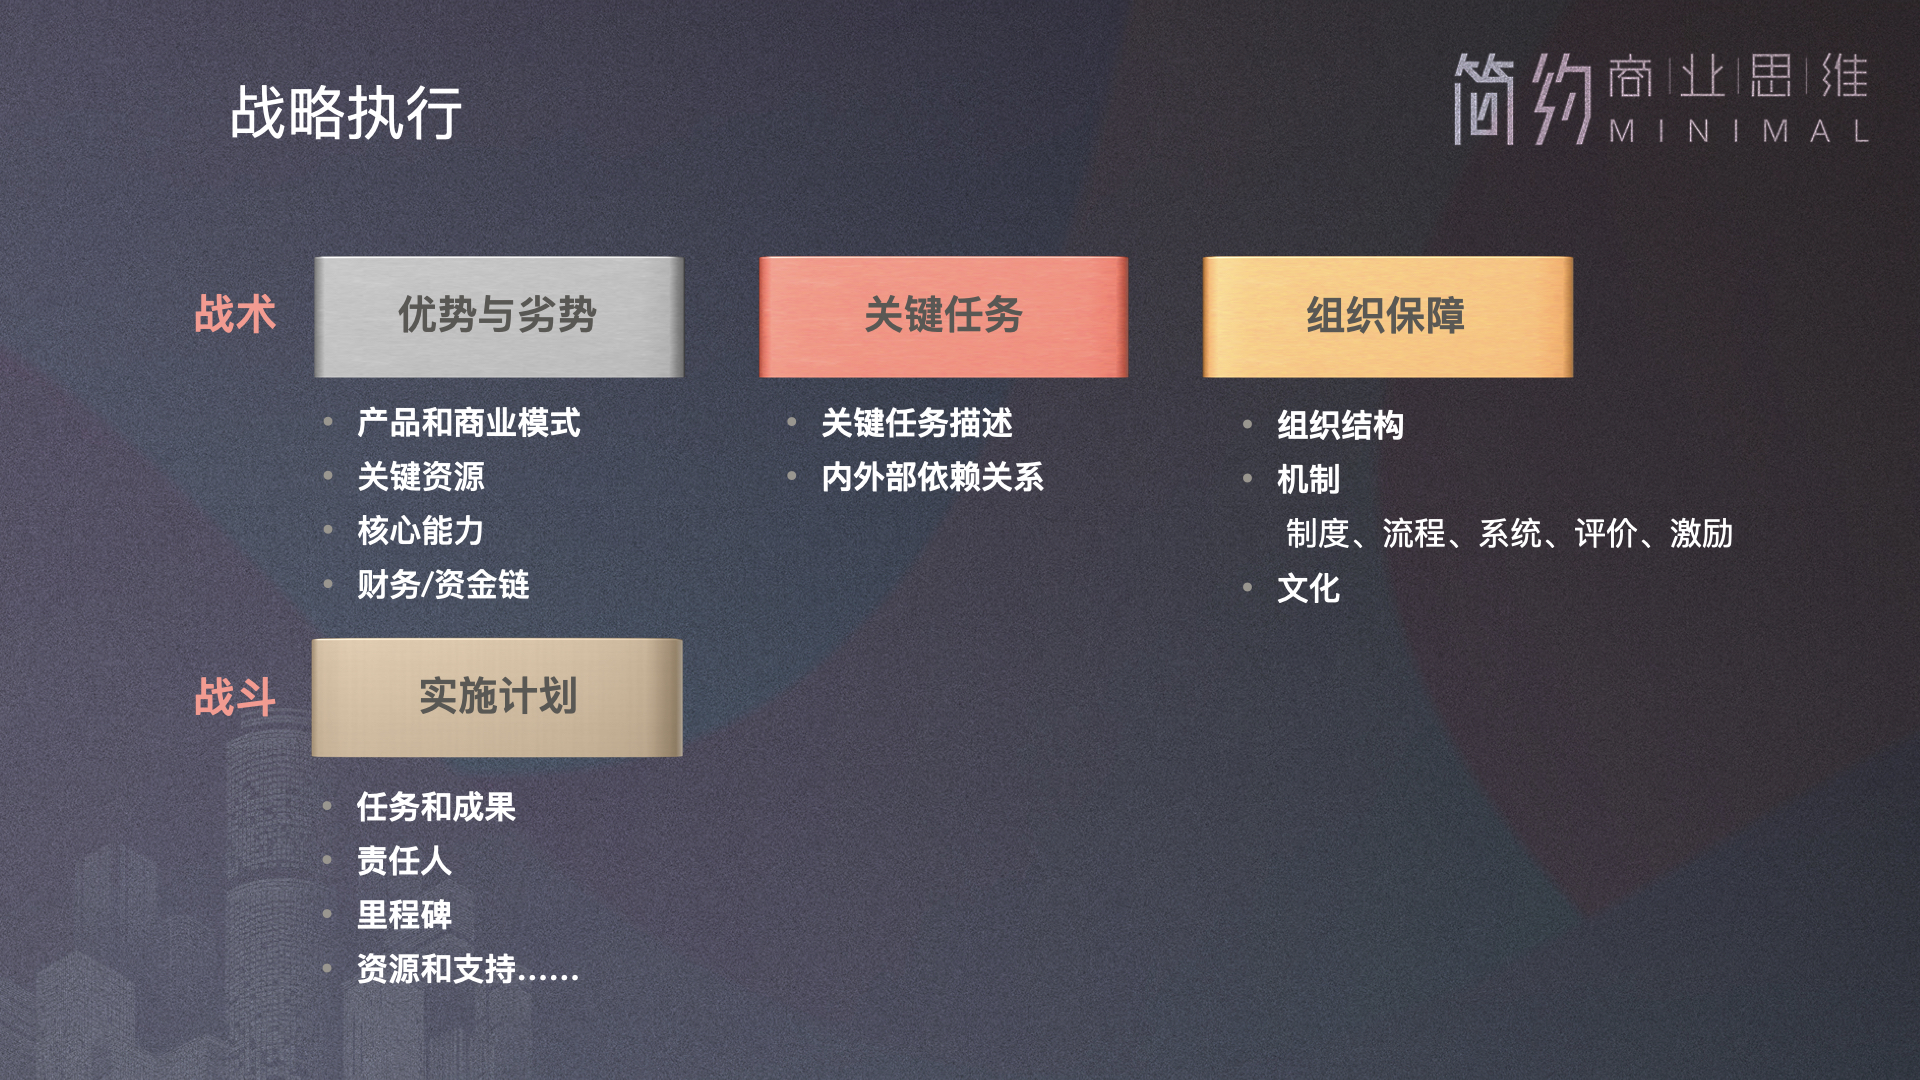 战略执行
简约商业思维
MINIMAL
战术
优势与劣势
产品和商业模式
关键资源
核心能力
财务/资金链
关键任务
关键任务描述
内外部依赖关系
组织保障
组织结构
机制
制度、流程、系统、评价、激励
文化
战斗
实施计划
任务和成果
责任人
里程碑
资源和支持……